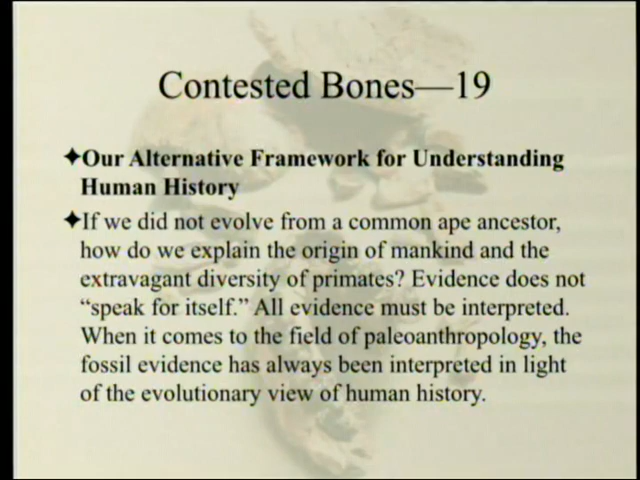 Contested Bones—19
✦Our Alternative Framework for Understanding
Human History
✦If we did not evolve from a common ape ancestor,
how do we explain the origin of mankind and the
extravagant diversity of primates? Evidence does not
“speak for itself.” All evidence must be interpreted.
When it comes to the field of paleoanthropology, the
fossil evidence has always been interpreted in light
of the evolutionary view of human history.